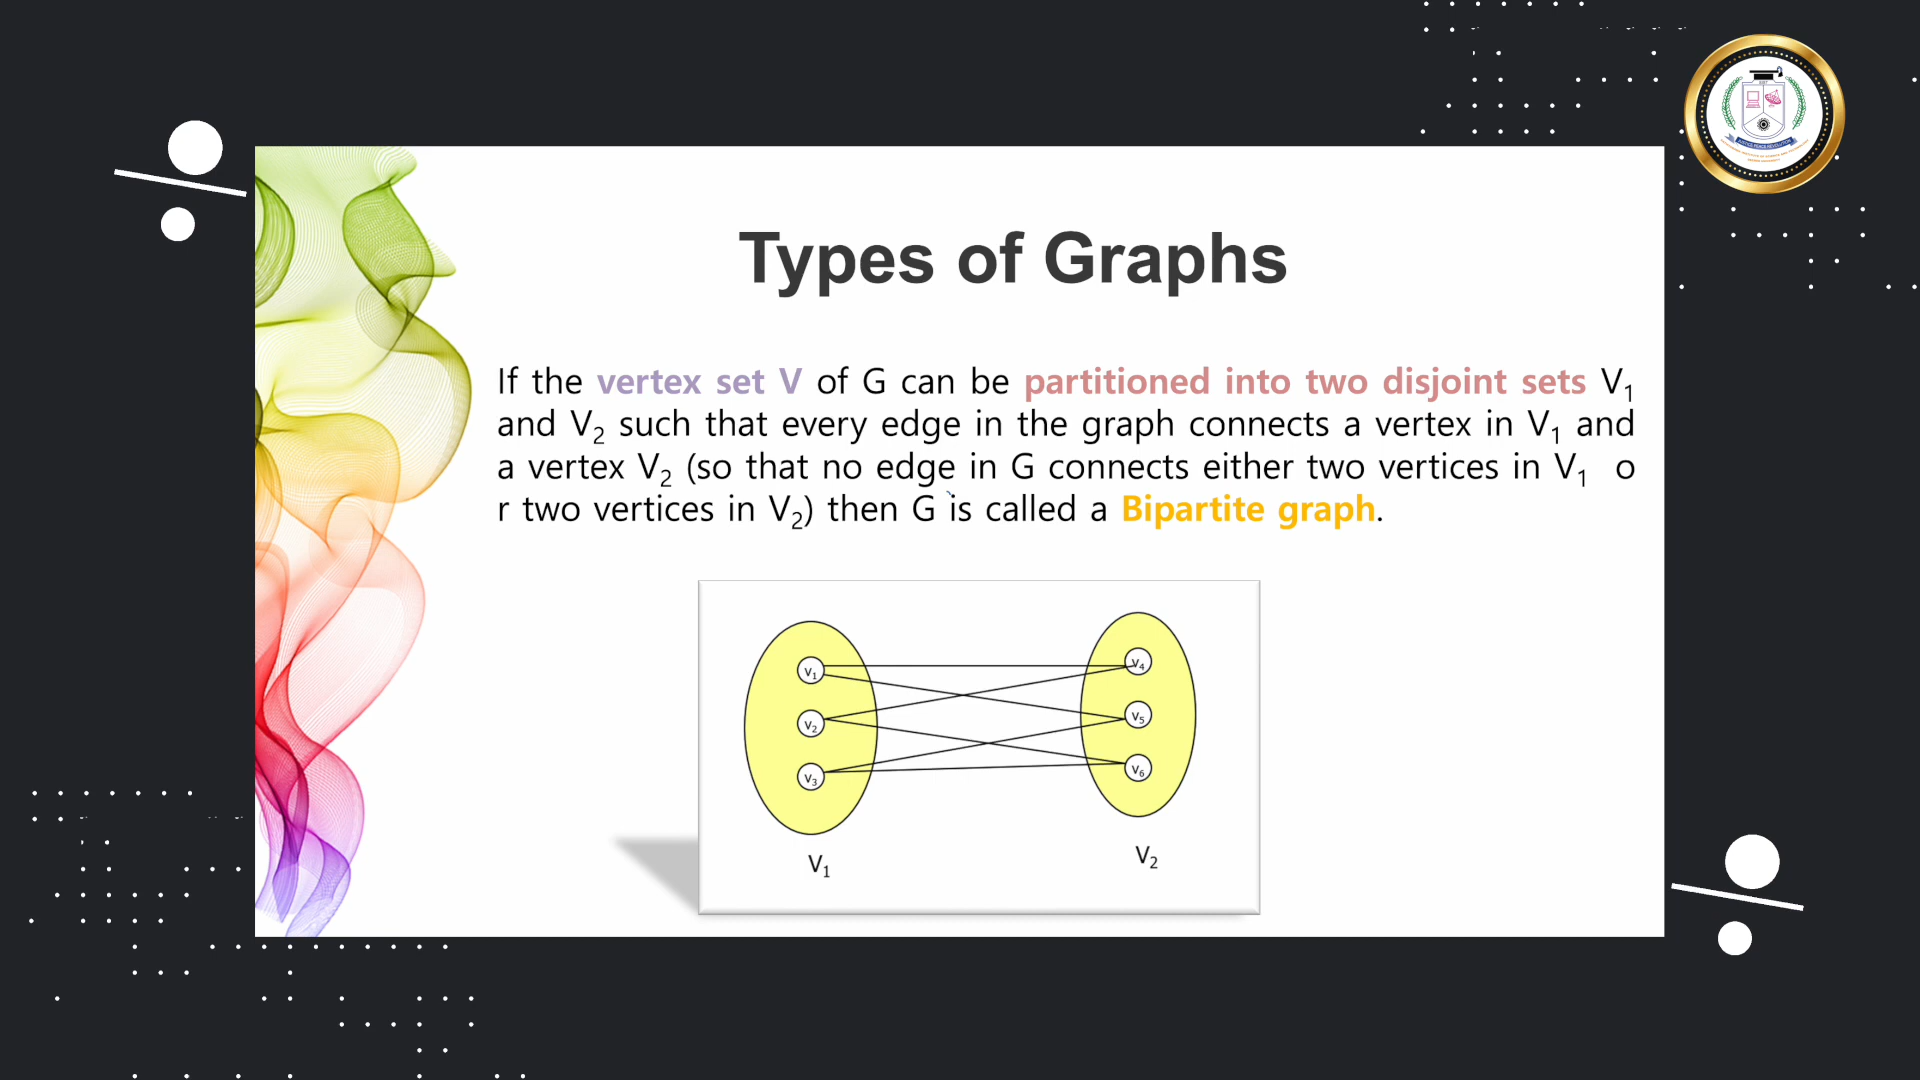 Types of Graphs
If the vertex set V of G can be partitioned into two disjoint sets V₁
and V₂ such that every edge in the graph connects a vertex in V₁ and
a vertex V₂ (so that no edge in G connects either two vertices in V₁ o
r two vertices in V₂) then G is called a Bipartite graph.
v₁
v₂
v₃
v₄
v₅
v₆
V₁
V₂